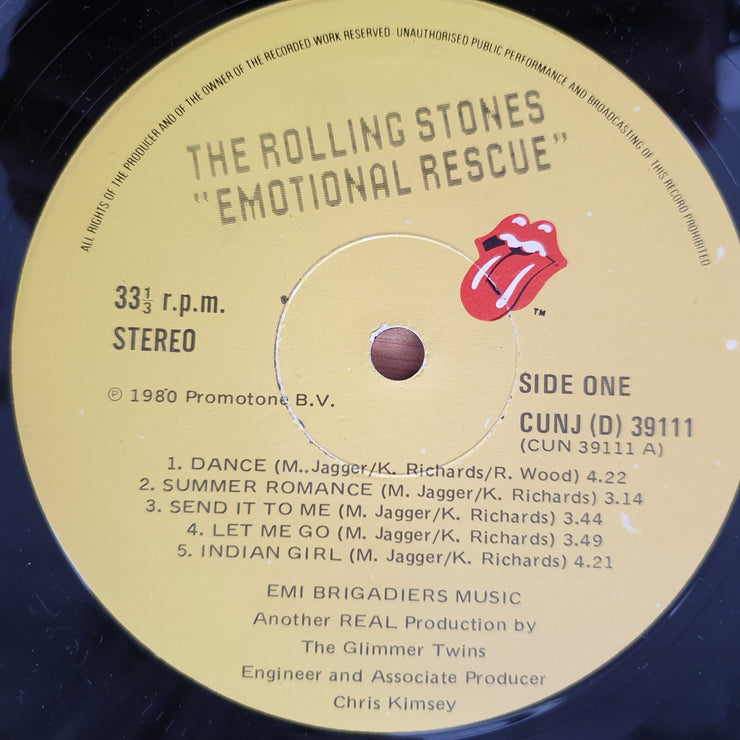 ALL RIGHTS OF THE PRODUCER AND OF THE OWNER OF THE RECORDED WORK RESERVED· UNAUTHORISED PUBLIC PERFORMANCE AND BROADCASTING OF THIS RECORD PROHIBITED
THE ROLLING STONES
"EMOTIONAL RESCUE"
33⅓ r.p.m.
STEREO
TM
℗ 1980 Promotone B.V.
SIDE ONE
CUNJ (D) 39111
(CUN 39111 A)
1. DANCE (M..Jagger/K. Richards/R. Wood) 4.22
2. SUMMER ROMANCE (M. Jagger/K. Richards) 3.14
3. SEND IT TO ME (M. Jagger/K. Richards) 3.44
4. LET ME GO (M. Jagger/K. Richards) 3.49
5. INDIAN GIRL (M. Jagger/K. Richards) 4.21
EMI BRIGADIERS MUSIC
Another REAL Production by
The Glimmer Twins
Engineer and Associate Producer
Chris Kimsey